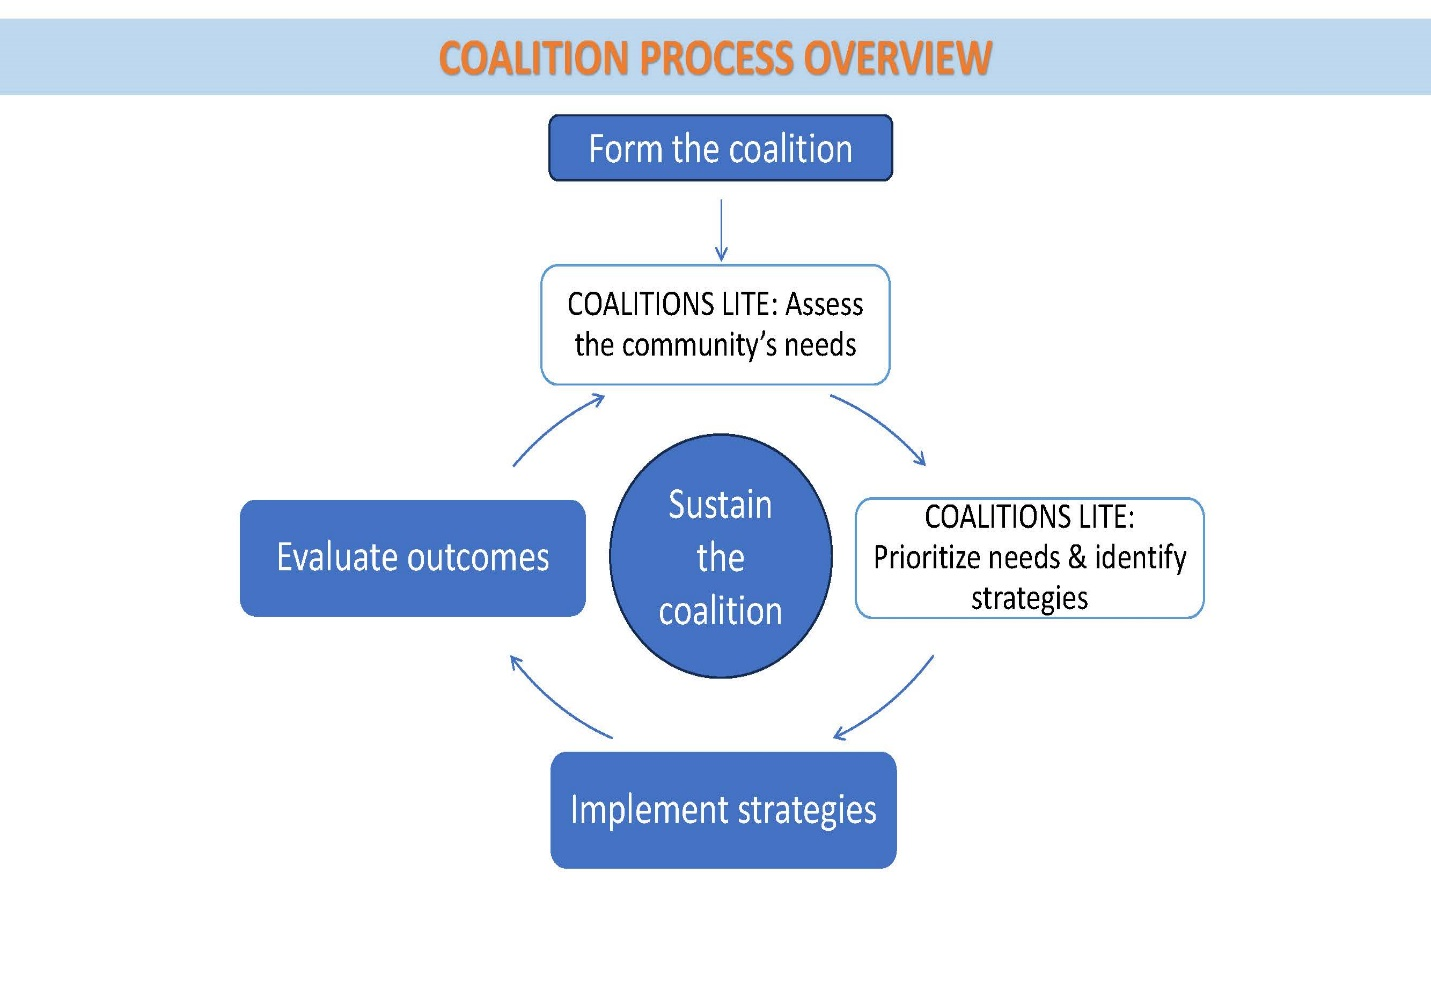 COALITION PROCESS OVERVIEW
Form the coalition
COALITIONS LITE: Assess
the community’s needs
Sustain
the
coalition
COALITIONS LITE:
Prioritize needs & identify
strategies
Evaluate outcomes
Implement strategies